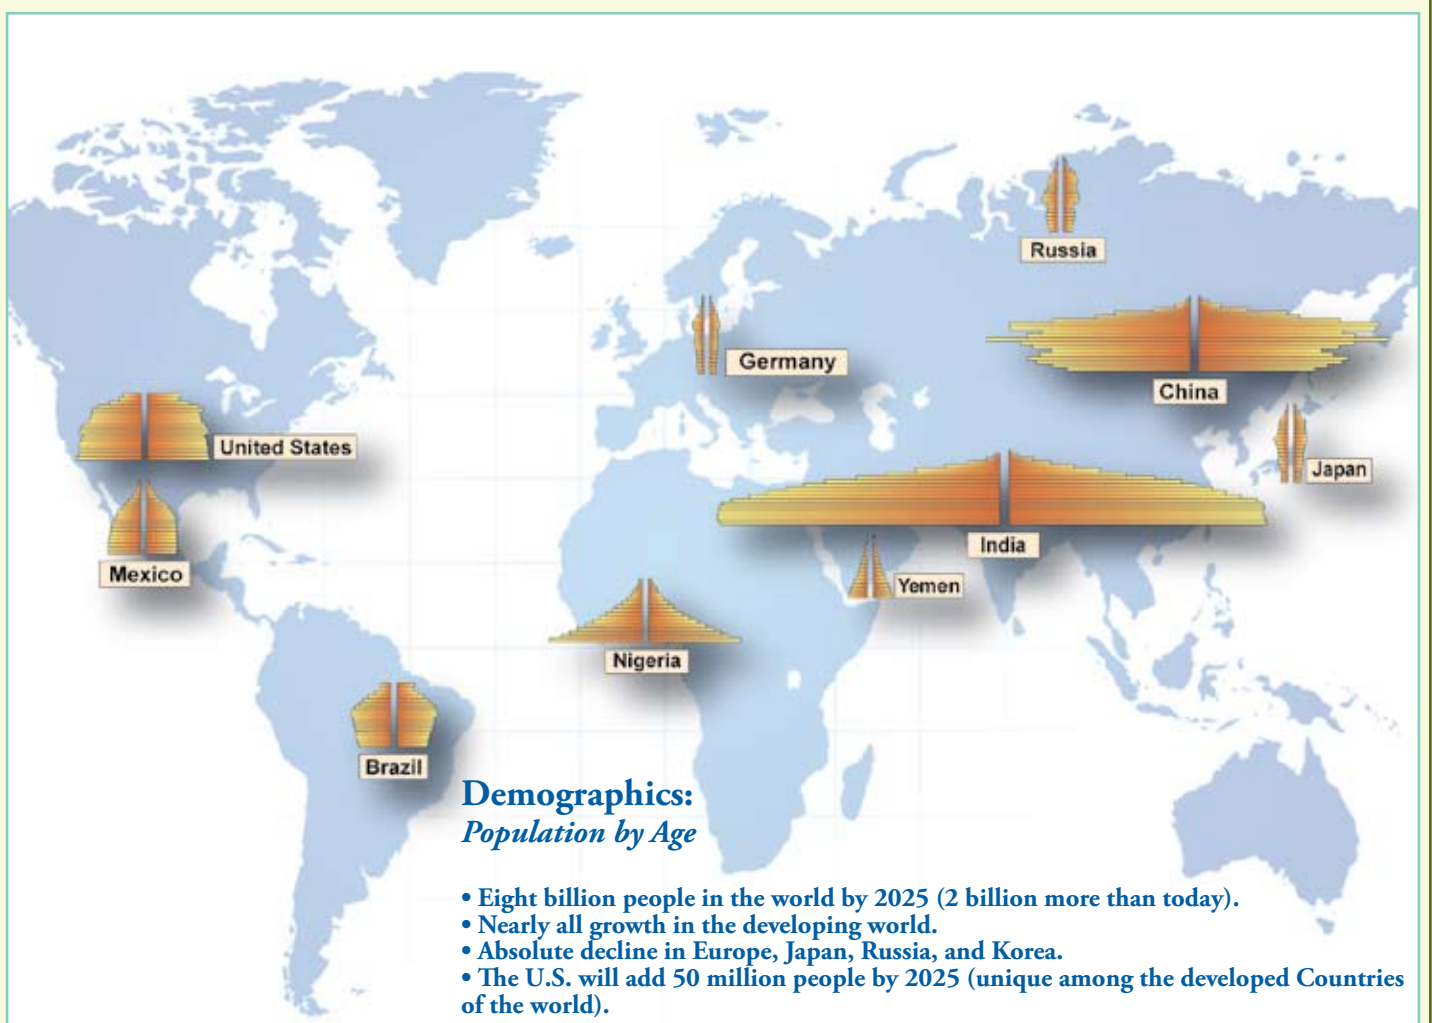 Russia
Germany
China
United States
Japan
India
Mexico
Yemen
Nigeria
Brazil
Demographics:
Population by Age
• Eight billion people in the world by 2025 (2 billion more than today).
• Nearly all growth in the developing world.
• Absolute decline in Europe, Japan, Russia, and Korea.
• The U.S. will add 50 million people by 2025 (unique among the developed Countries
of the world).